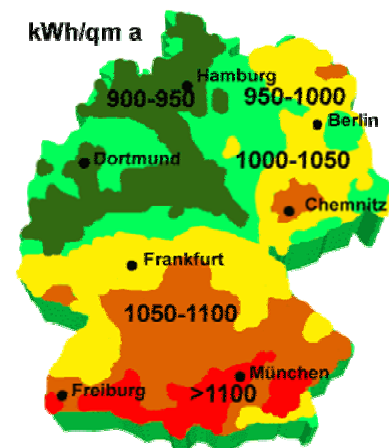 kWh/qm a
Hamburg
900-950
950-1000
Berlin
Dortmund
1000-1050
Chemnitz
Frankfurt
1050-1100
München
Freiburg
>1100